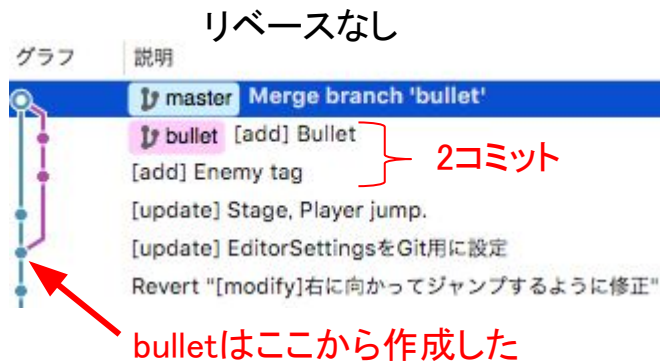 リベースなし
グラフ 説明
master Merge branch 'bullet'
bullet [add] Bullet
2コミット
[add] Enemy tag
[update] Stage, Player jump.
[update] EditorSettingsをGit用に設定
Revert "[modify]右に向かってジャンプするように修正"
bulletはここから作成した